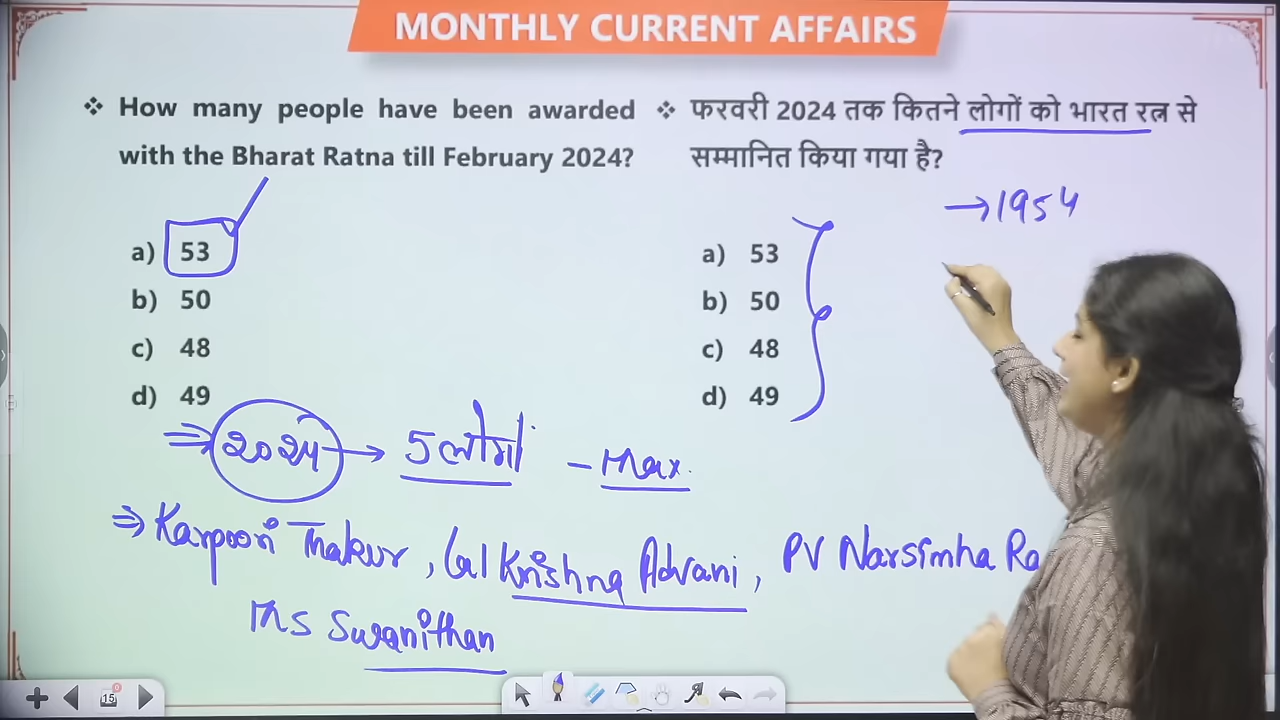 MONTHLY CURRENT AFFAIRS
❖ How many people have been awarded
with the Bharat Ratna till February 2024?
a) 53
b) 50
c) 48
d) 49
❖ फरवरी 2024 तक कितने लोगों को भारत रत्न से
सम्मानित किया गया है?
→1954
a) 53
b) 50
c) 48
d) 49
⇒ 2024 → 5 लोगों - Max.
⇒ Karpoori Thakur, Lal Krishna Advani, PV Narsimha Ra
MS Swanithan
15